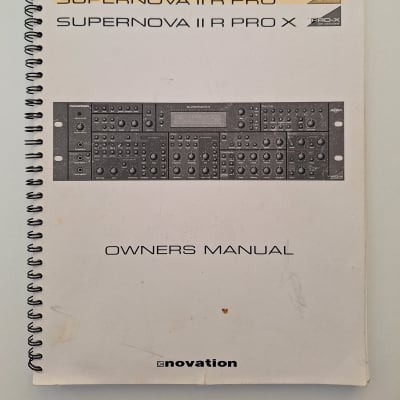 SUPERNOVA II R PRO
SUPERNOVA II R PRO X
PRO-X
OWNERS MANUAL
novation